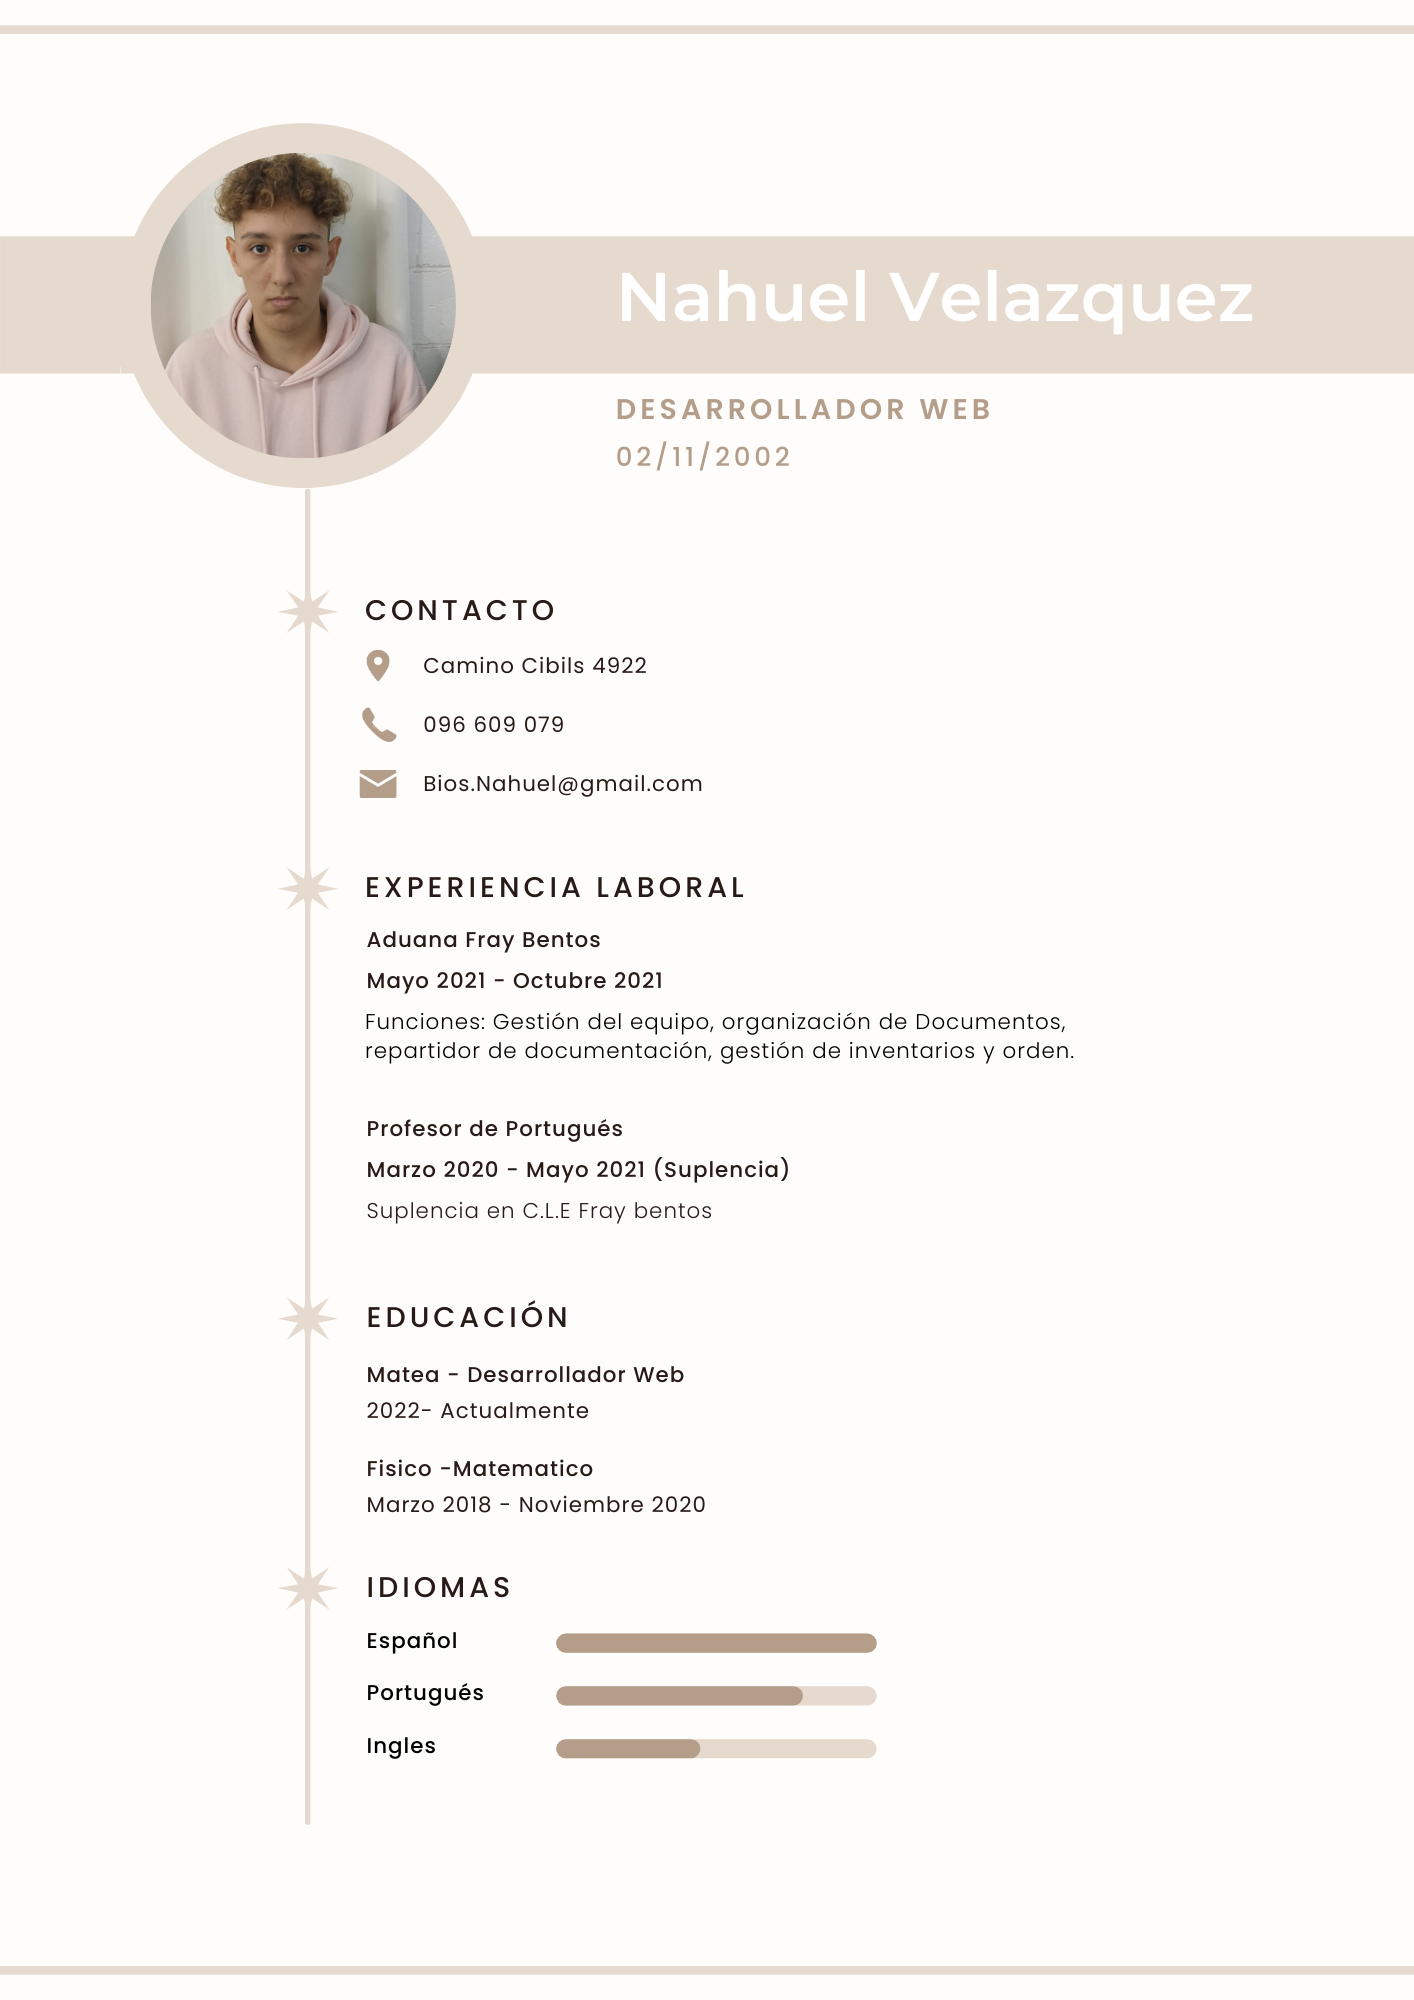 Nahuel Velazquez
DESARROLLADOR WEB
02/11/2002
CONTACTO
Camino Cibils 4922
096 609 079
Bios.Nahuel@gmail.com
EXPERIENCIA LABORAL
Aduana Fray Bentos
Mayo 2021 - Octubre 2021
Funciones: Gestión del equipo, organización de Documentos,
repartidor de documentación, gestión de inventarios y orden.
Profesor de Portugués
Marzo 2020 - Mayo 2021 (Suplencia)
Suplencia en C.L.E Fray bentos
EDUCACIÓN
Matea - Desarrollador Web
2022- Actualmente
Fisico -Matematico
Marzo 2018 - Noviembre 2020
IDIOMAS
Español
Portugués
Ingles